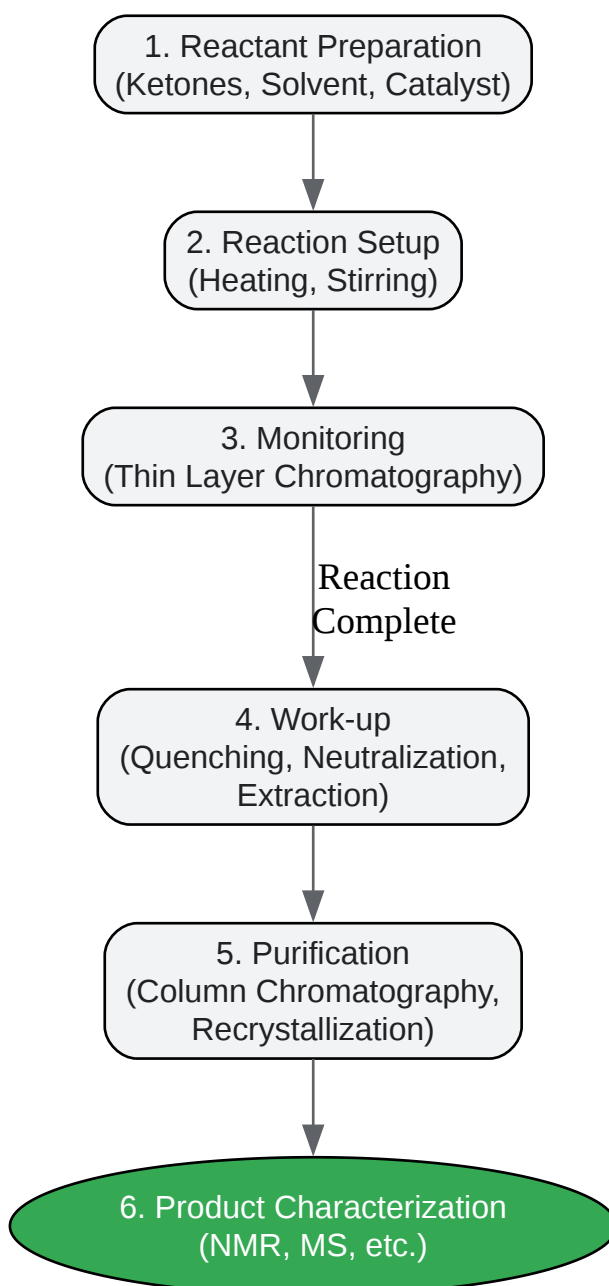 1. Reactant Preparation
(Ketones, Solvent, Catalyst)
2. Reaction Setup
(Heating, Stirring)
3. Monitoring
(Thin Layer Chromatography)
Reaction
Complete
4. Work-up
(Quenching, Neutralization,
Extraction)
5. Purification
(Column Chromatography,
Recrystallization)
6. Product Characterization
(NMR, MS, etc.)